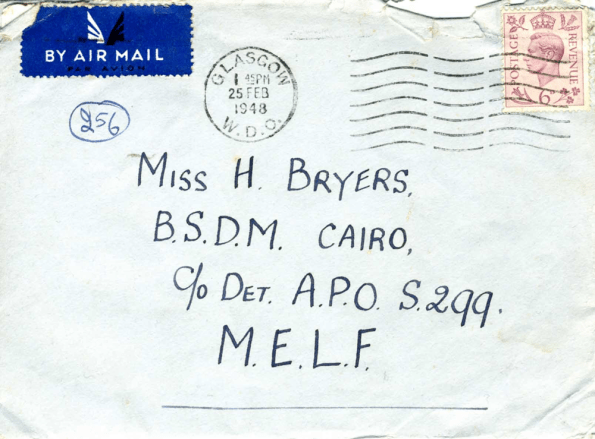 BY AIR MAIL
PAR AVION
GLASGOW
1 45PM
25 FEB
1948
W.D.O.
POSTAGE
REVENUE
6D
256
MISS H. BRYERS,
B.S.D.M. CAIRO,
c/o DET. A.P.O. S.299.
M.E.L.F.